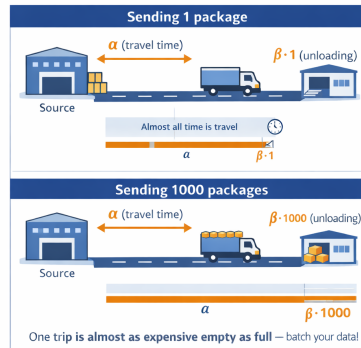 Sending 1 package
α (travel time)
β·1 (unloading)
Source
Almost all time is travel
α
β·1
Sending 1000 packages
α (travel time)
β·1000 (unloading)
Source
α
β·1000
One trip is almost as expensive empty as full — batch your data!